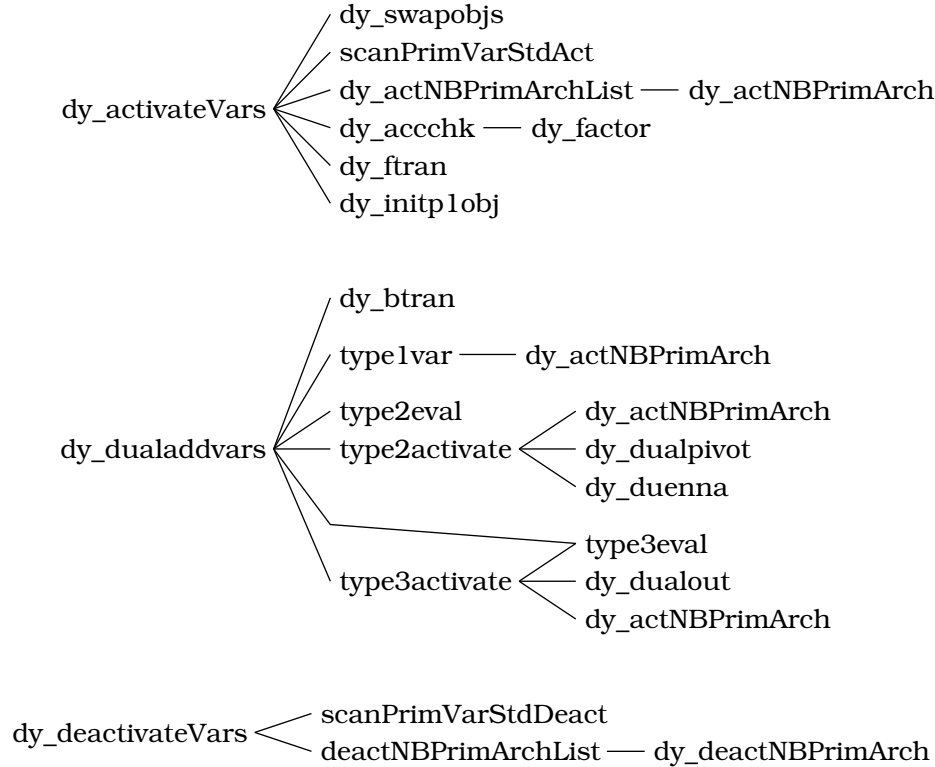 dy_swapobjs
scanPrimVarStdAct
dy_activateVars
dy_actNBPrimArchList
dy_actNBPrimArch
dy_accchk
dy_factor
dy_ftran
dy_initp1obj
dy_btran
type1var
dy_actNBPrimArch
type2eval
dy_actNBPrimArch
dy_dualaddvars
type2activate
dy_dualpivot
dy_duenna
type3eval
type3activate
dy_dualout
dy_actNBPrimArch
dy_deactivateVars
scanPrimVarStdDeact
deactNBPrimArchList
dy_deactNBPrimArch